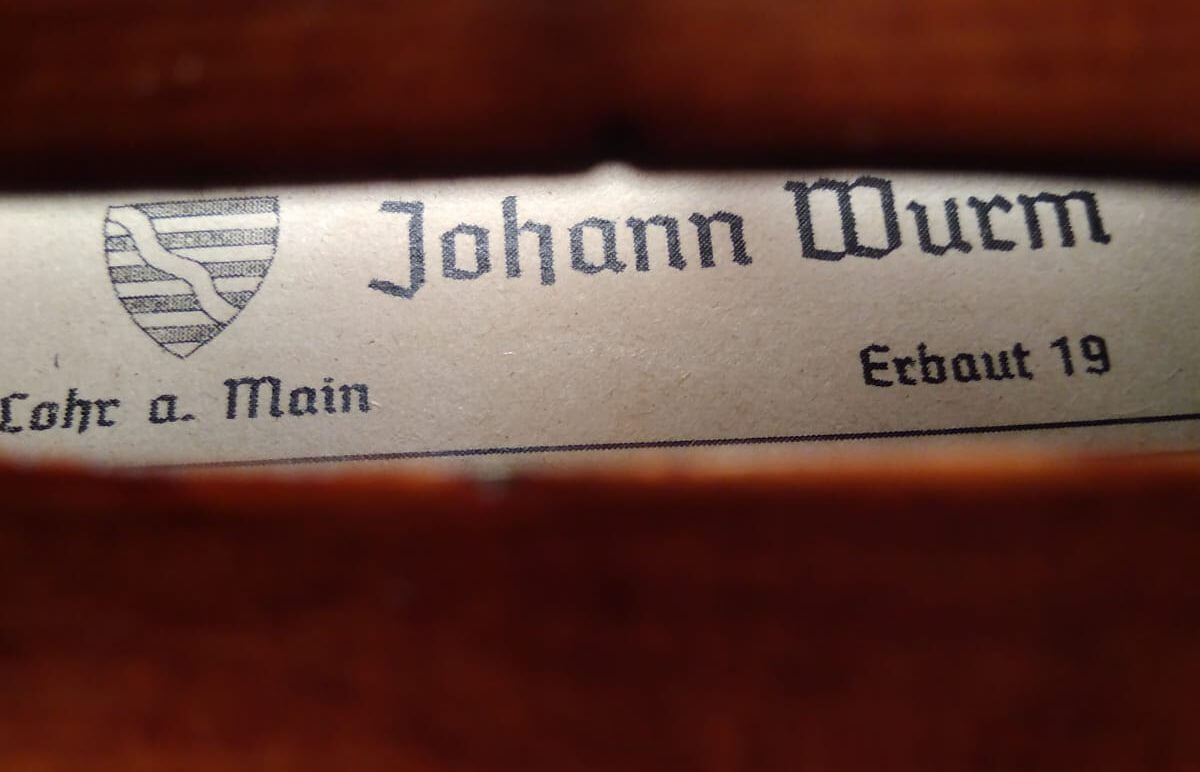 Johann Wurm
Lohr a. Main
Erbaut 19